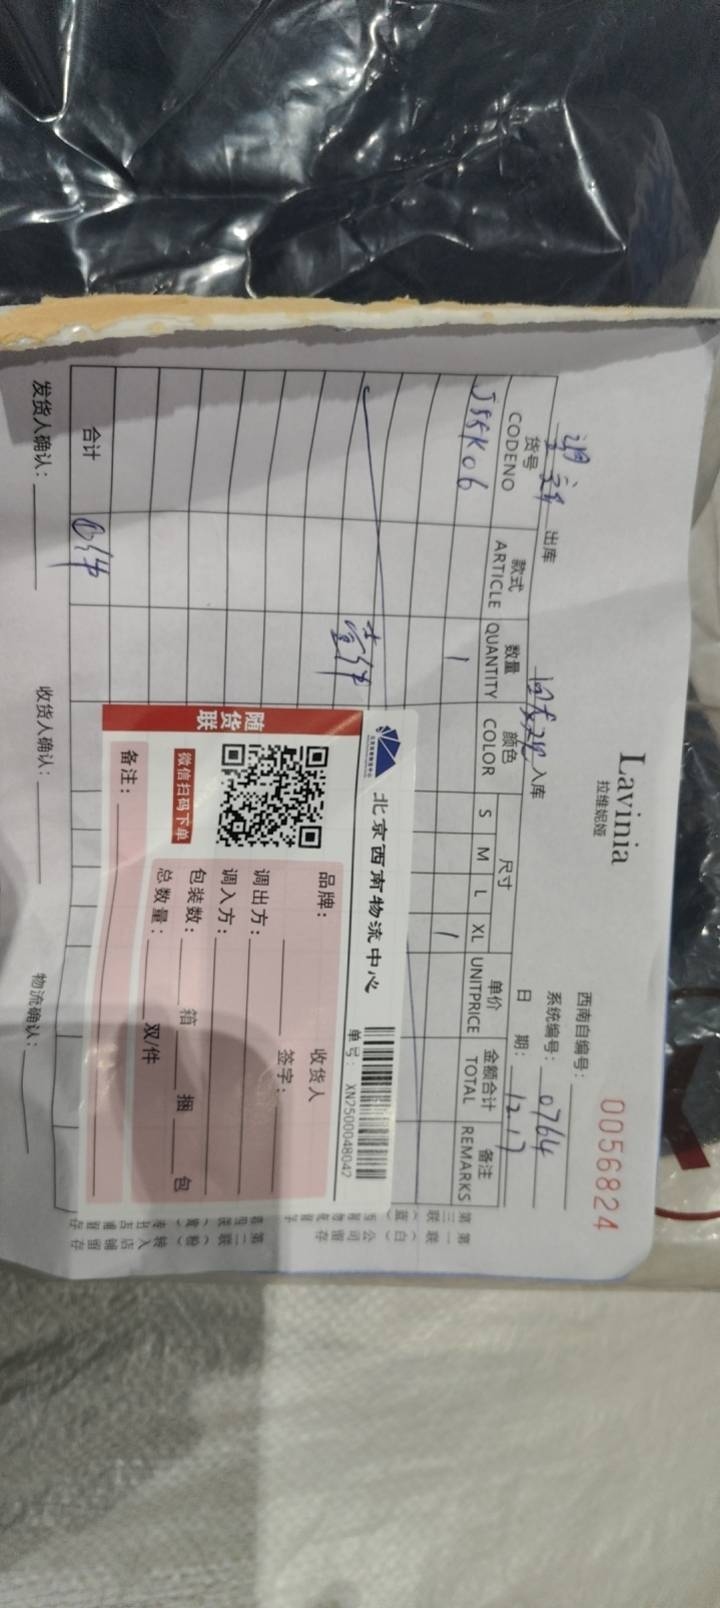 Lavinia
拉维妮娅
0056824
西南自编号：
系统编号： 0764
出库 入库 日 期： 12.17
货号 款式 数量 颜色 尺寸 单价 金额合计 备注
CODENO ARTICLE QUANTITY COLOR S M L XL UNITPRICE TOTAL REMARKS
J55K06 1 1
壹件
合计 ①件
发货人确认： 收货人确认： 物流确认：
北京西南物流中心
单号： XN2500048047
随货联
微信扫码下单
品牌： 收货人
调出方： 签字：
调入方：
包装数： 箱 捆 包
总数量： 双/件
备注：